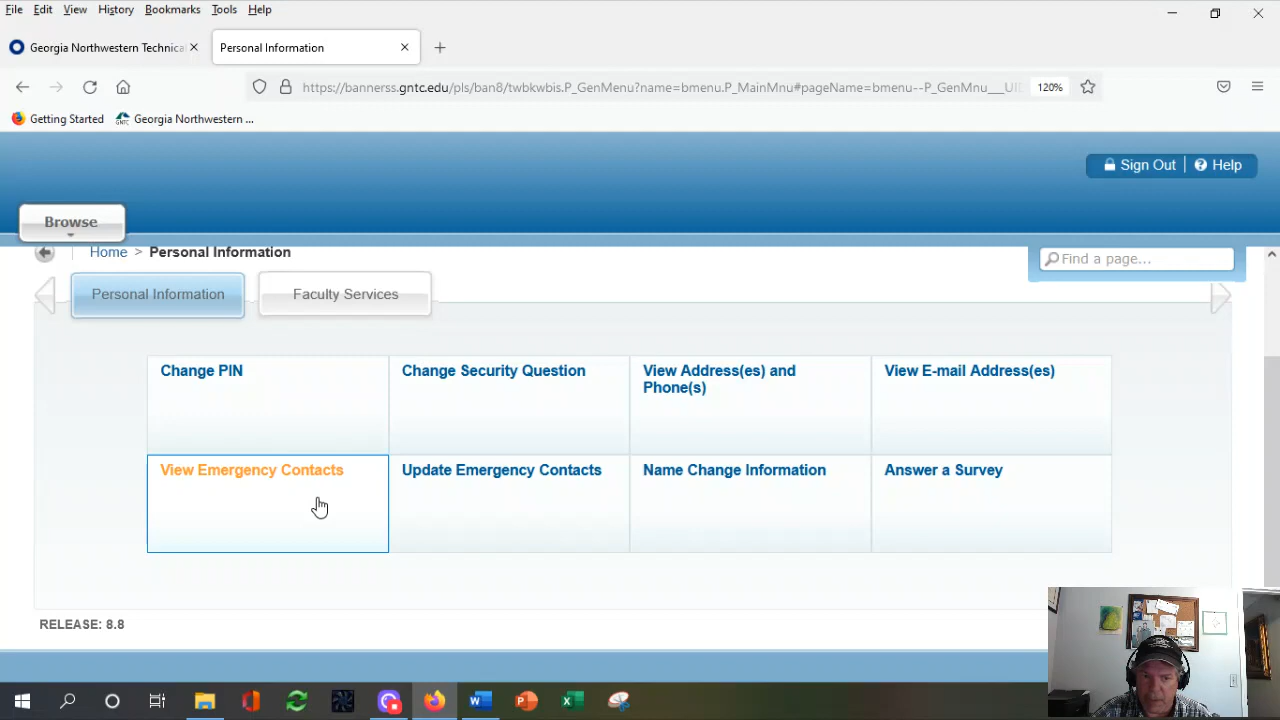 File Edit View History Bookmarks Tools Help
Georgia Northwestern Technica
Personal Information
https://bannerss.gntc.edu/pls/ban8/twbkwbis.P_GenMenu?name=bmenu.P_MainMnu#pageName=bmenu--P_GenMnu___UI
120%
Getting Started
GNTC
Georgia Northwestern ...
Sign Out
Help
Browse
Home > Personal Information
Find a page...
Personal Information
Faculty Services
Change PIN
Change Security Question
View Address(es) and
Phone(s)
View E-mail Address(es)
View Emergency Contacts
Update Emergency Contacts
Name Change Information
Answer a Survey
RELEASE: 8.8